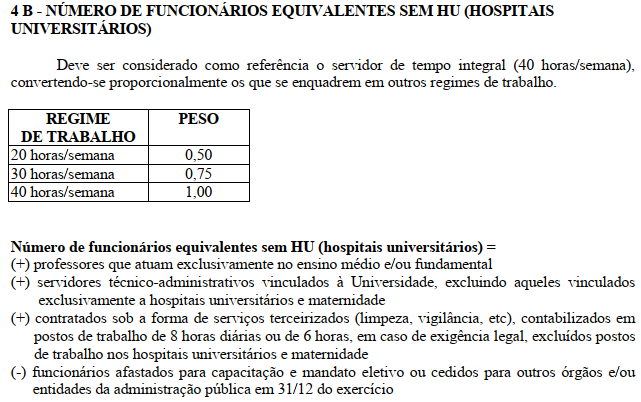 4 B - NÚMERO DE FUNCIONÁRIOS EQUIVALENTES SEM HU (HOSPITAIS
UNIVERSITÁRIOS)
Deve ser considerado como referência o servidor de tempo integral (40 horas/semana),
convertendo-se proporcionalmente os que se enquadrem em outros regimes de trabalho.
REGIME DE TRABALHO PESO
20 horas/semana 0,50
30 horas/semana 0,75
40 horas/semana 1,00
Número de funcionários equivalentes sem HU (hospitais universitários) =
(+) professores que atuam exclusivamente no ensino médio e/ou fundamental
(+) servidores técnico-administrativos vinculados à Universidade, excluindo aqueles vinculados
exclusivamente a hospitais universitários e maternidade
(+) contratados sob a forma de serviços terceirizados (limpeza, vigilância, etc), contabilizados em
postos de trabalho de 8 horas diárias ou de 6 horas, em caso de exigência legal, excluídos postos
de trabalho nos hospitais universitários e maternidade
(-) funcionários afastados para capacitação e mandato eletivo ou cedidos para outros órgãos e/ou
entidades da administração pública em 31/12 do exercício